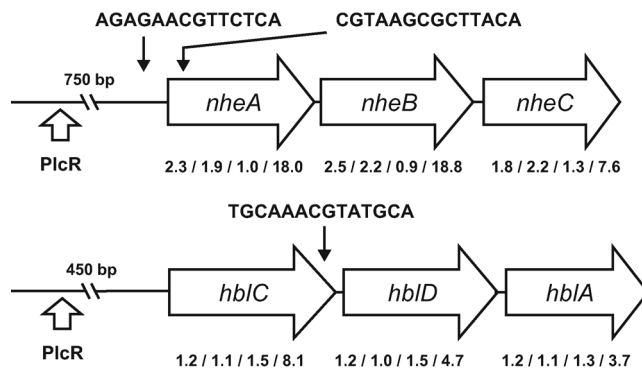 AGAGAACGTTCTCA CGTAAGCGCTTACA
750 bp
nheA nheB nheC
PlcR
2.3 / 1.9 / 1.0 / 18.0 2.5 / 2.2 / 0.9 / 18.8 1.8 / 2.2 / 1.3 / 7.6
TGCAAACGTATGCA
450 bp
hblC hblD hblA
PlcR
1.2 / 1.1 / 1.5 / 8.1 1.2 / 1.0 / 1.5 / 4.7 1.2 / 1.1 / 1.3 / 3.7